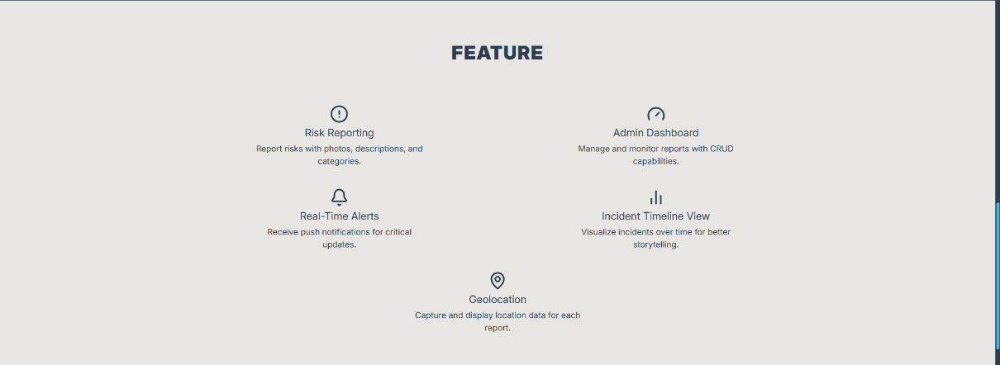 FEATURE
Risk Reporting
Report risks with photos, descriptions, and
categories.
Admin Dashboard
Manage and monitor reports with CRUD
capabilities.
Real-Time Alerts
Receive push notifications for critical
updates.
Incident Timeline View
Visualize incidents over time for better
storytelling.
Geolocation
Capture and display location data for each
report.